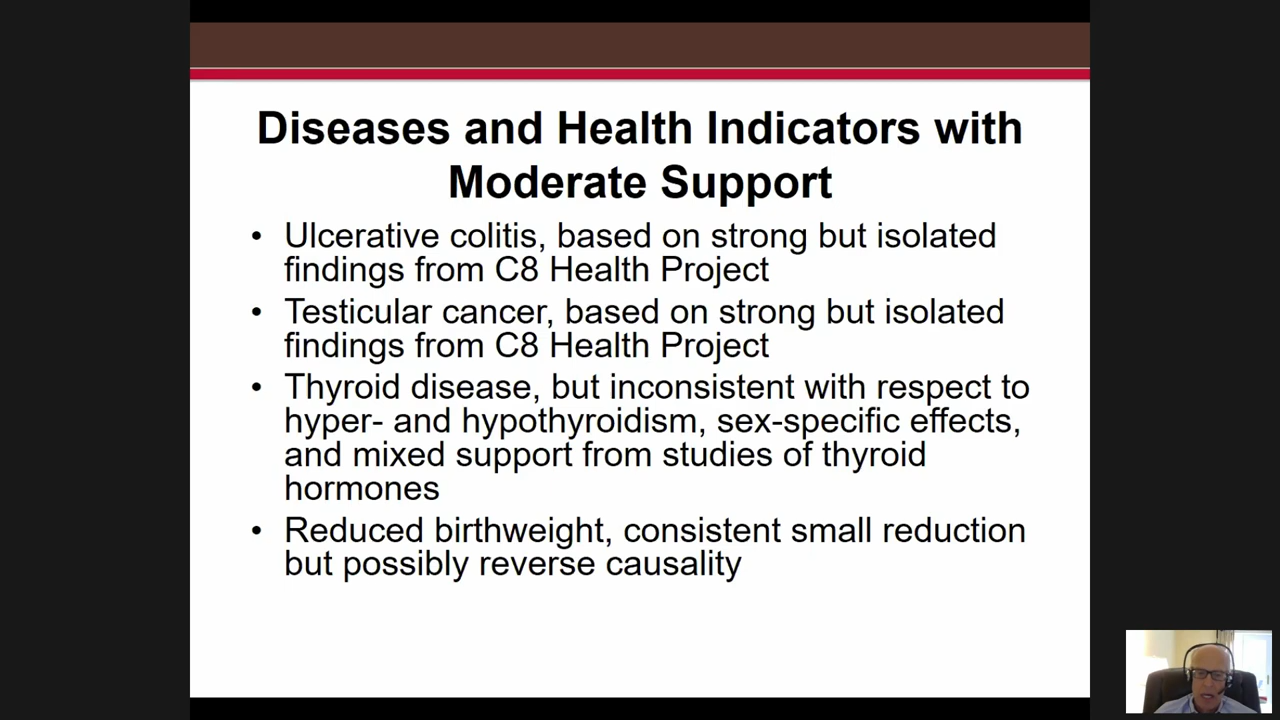 Diseases and Health Indicators with
Moderate Support
• Ulcerative colitis, based on strong but isolated
findings from C8 Health Project
• Testicular cancer, based on strong but isolated
findings from C8 Health Project
• Thyroid disease, but inconsistent with respect to
hyper- and hypothyroidism, sex-specific effects,
and mixed support from studies of thyroid
hormones
• Reduced birthweight, consistent small reduction
but possibly reverse causality